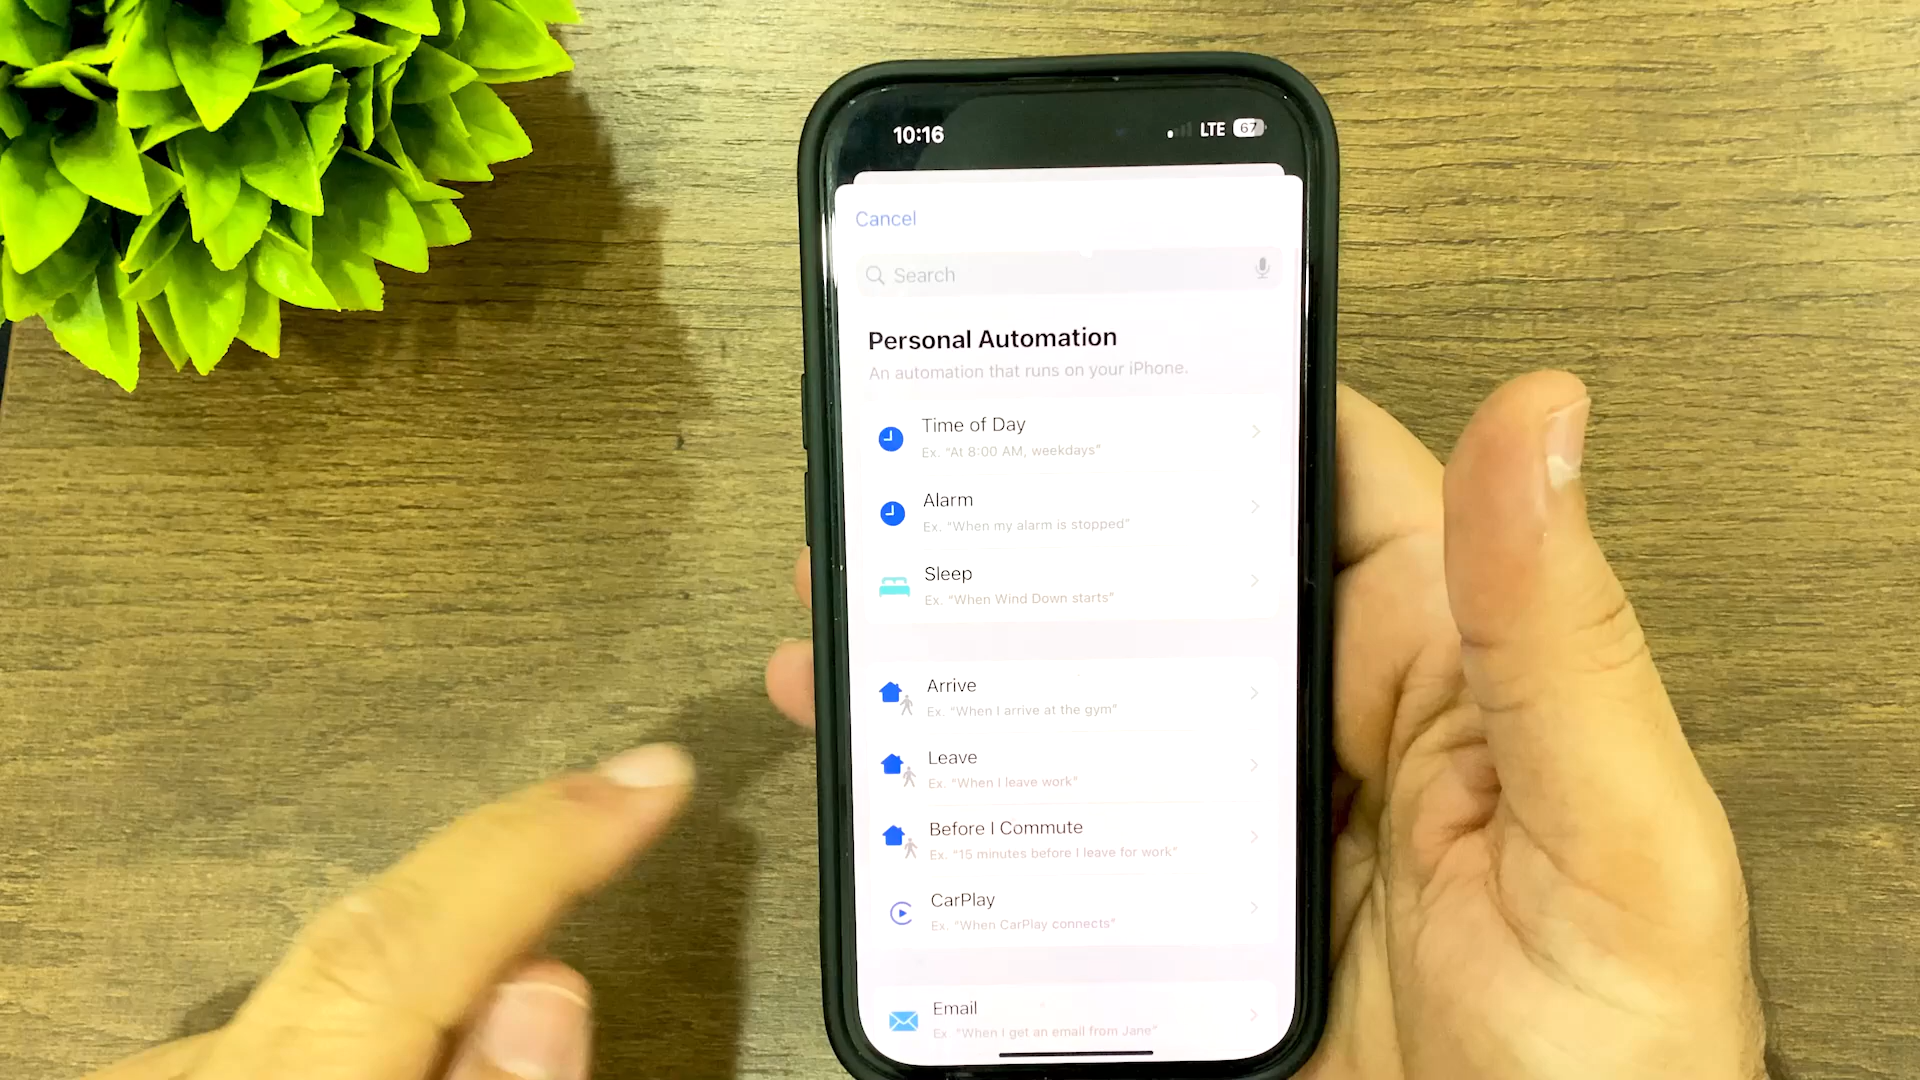 10:16
LTE 67
Cancel
Search
Personal Automation
An automation that runs on your iPhone.
Time of Day
Ex. "At 8:00 AM, weekdays"
Alarm
Ex. "When my alarm is stopped"
Sleep
Ex. "When Wind Down starts"
Arrive
Ex. "When I arrive at the gym"
Leave
Ex. "When I leave work"
Before I Commute
Ex. "15 minutes before I leave for work"
CarPlay
Ex. "When CarPlay connects"
Email
Ex. "When I get an email from Jane"